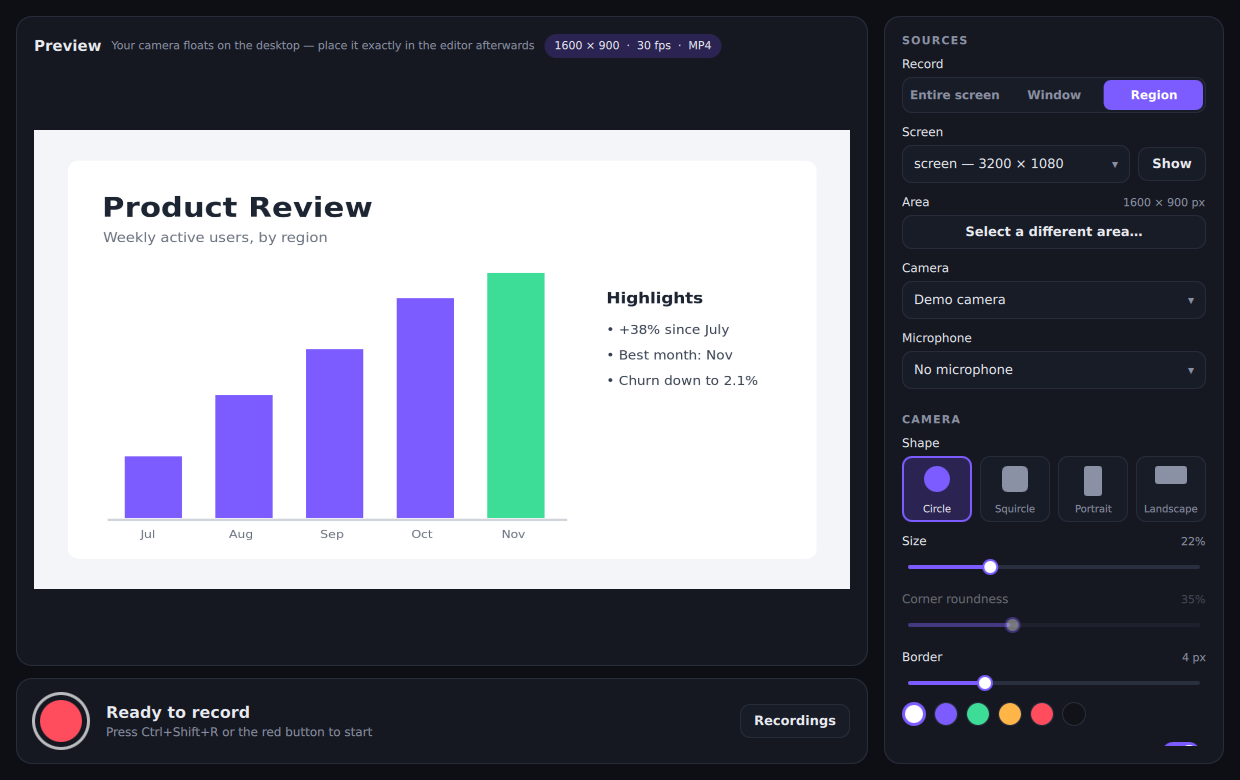 Preview
Your camera floats on the desktop — place it exactly in the editor afterwards
1600 × 900 · 30 fps · MP4
Product Review
Weekly active users, by region
Highlights
• +38% since July
• Best month: Nov
• Churn down to 2.1%
Jul Aug Sep Oct Nov
Ready to record
Press Ctrl+Shift+R or the red button to start
Recordings
SOURCES
Record
Entire screen Window Region
Screen
screen — 3200 × 1080 ▾ Show
Area 1600 × 900 px
Select a different area...
Camera
Demo camera ▾
Microphone
No microphone ▾
CAMERA
Shape
Circle Squircle Portrait Landscape
Size 22%
Corner roundness 35%
Border 4 px